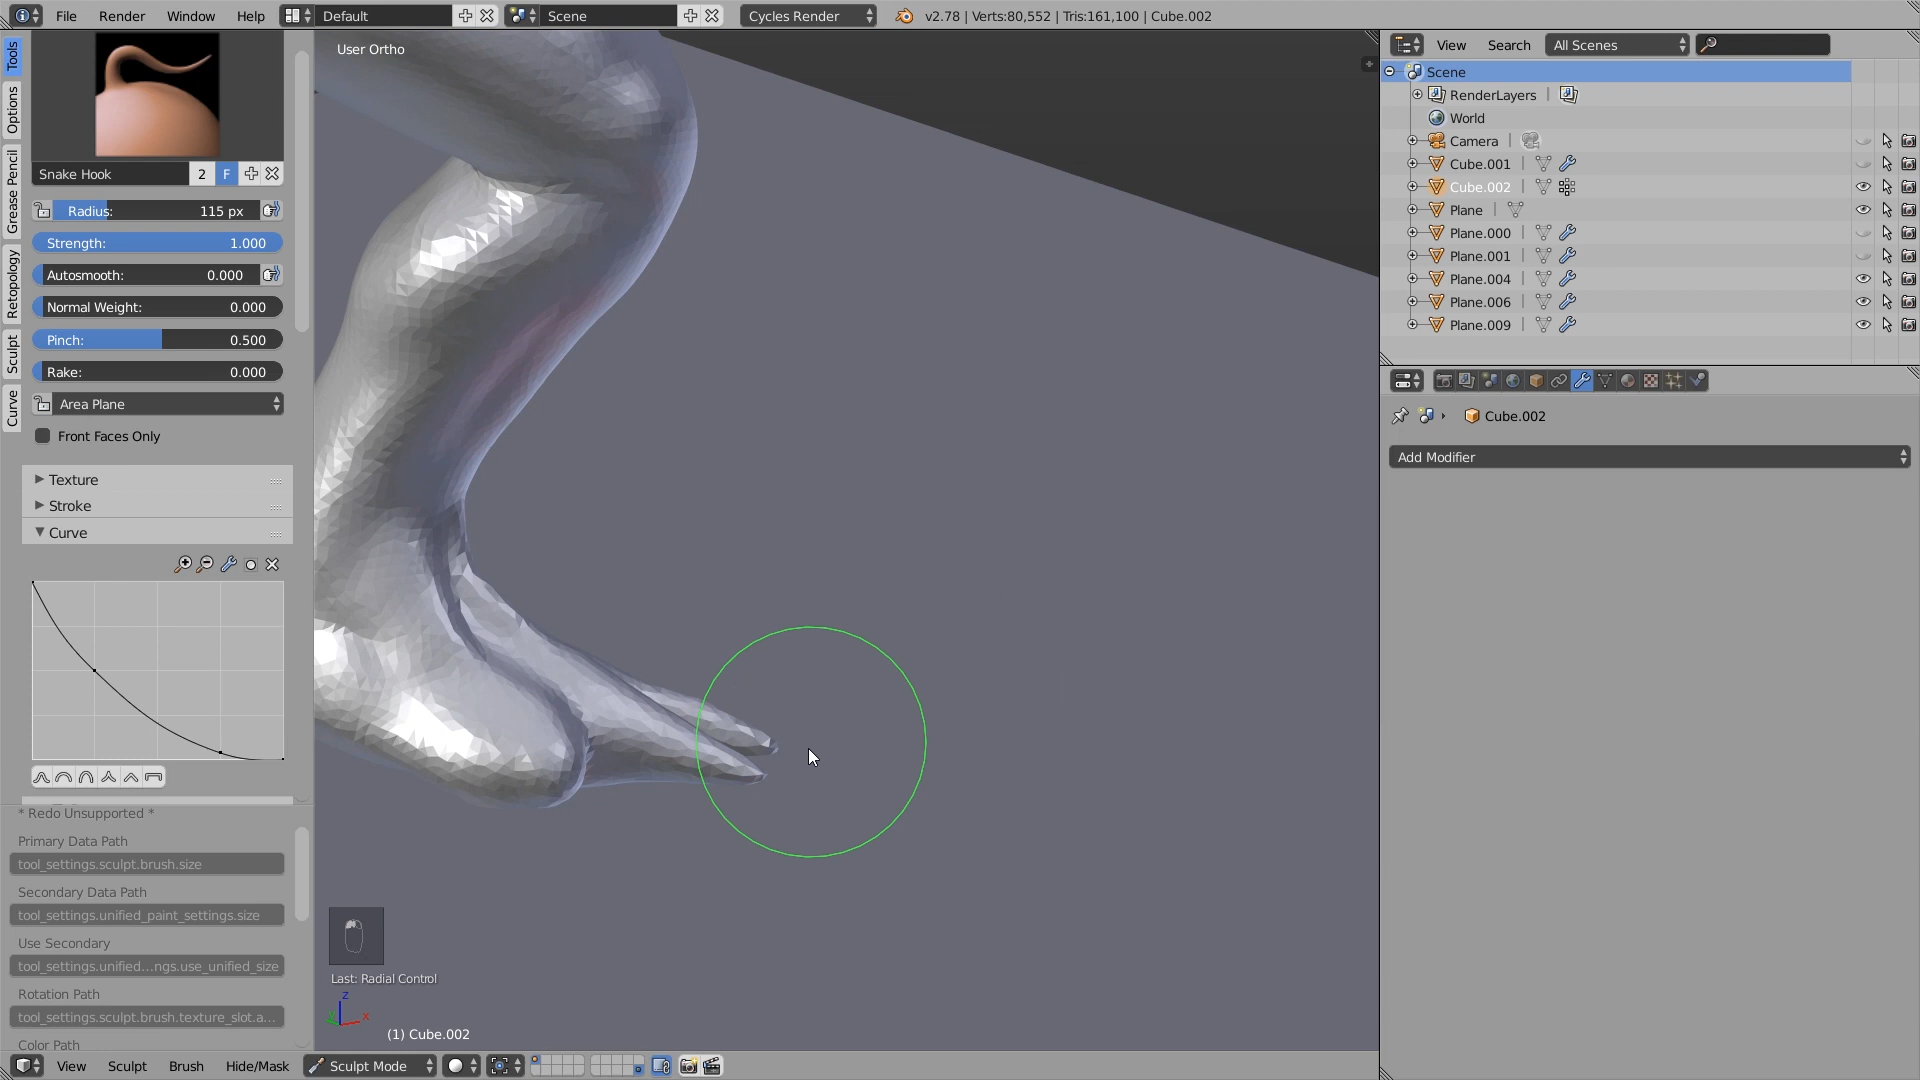 File Render Window Help Default Scene Cycles Render v2.78 | Verts:80,552 | Tris:161,100 | Cube.002
Tools
Options
Grease Pencil
Retopology
Sculpt
Curve
Snake Hook 2 F
Radius: 115 px
Strength: 1.000
Autosmooth: 0.000
Normal Weight: 0.000
Pinch: 0.500
Rake: 0.000
Area Plane
Front Faces Only
Texture
Stroke
Curve
* Redo Unsupported *
Primary Data Path
tool_settings.sculpt.brush.size
Secondary Data Path
tool_settings.unified_paint_settings.size
Use Secondary
tool_settings.unified...ngs.use_unified_size
Rotation Path
tool_settings.sculpt.brush.texture_slot.a...
Color Path
User Ortho
Last: Radial Control
z
x
(1) Cube.002
View Sculpt Brush Hide/Mask Sculpt Mode
View Search All Scenes
Scene
RenderLayers |
World
Camera |
Cube.001 |
Cube.002 |
Plane |
Plane.000 |
Plane.001 |
Plane.004 |
Plane.006 |
Plane.009 |
Cube.002
Add Modifier